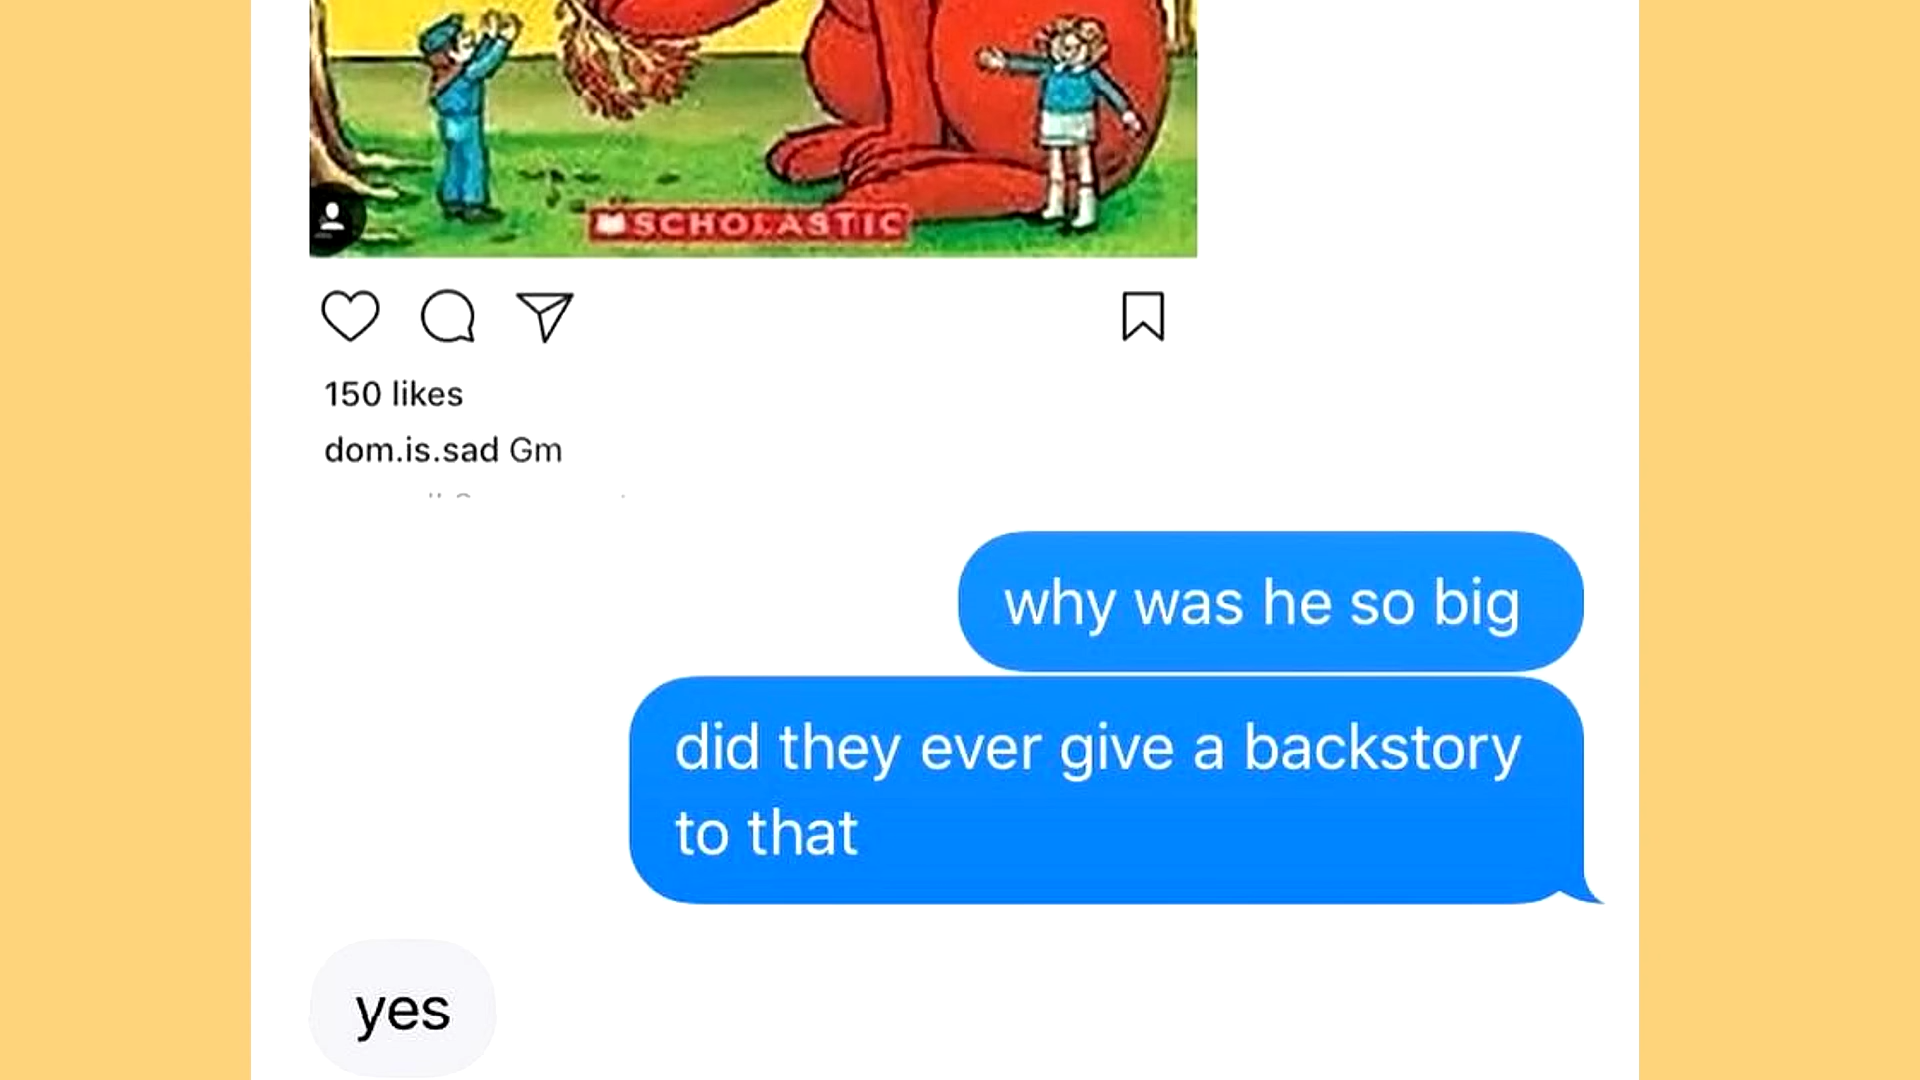 SCHOLASTIC
150 likes
dom.is.sad Gm
why was he so big
did they ever give a backstory
to that
yes